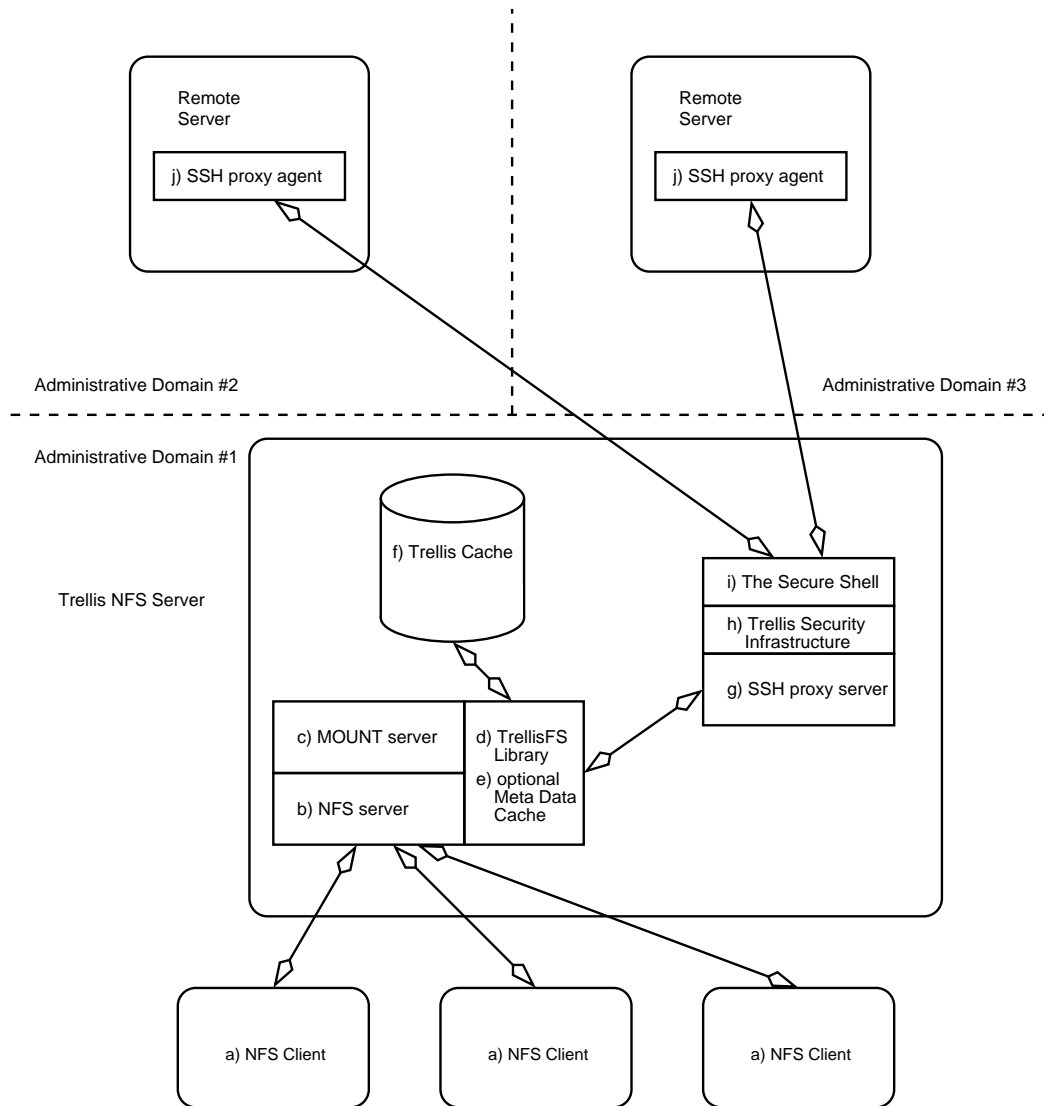 Remote
Server
j) SSH proxy agent
Remote
Server
j) SSH proxy agent
Administrative Domain #2
Administrative Domain #3
Administrative Domain #1
Trellis NFS Server
f) Trellis Cache
i) The Secure Shell
h) Trellis Security
Infrastructure
g) SSH proxy server
c) MOUNT server
b) NFS server
d) TrellisFS
Library
e) optional
Meta Data
Cache
a) NFS Client
a) NFS Client
a) NFS Client